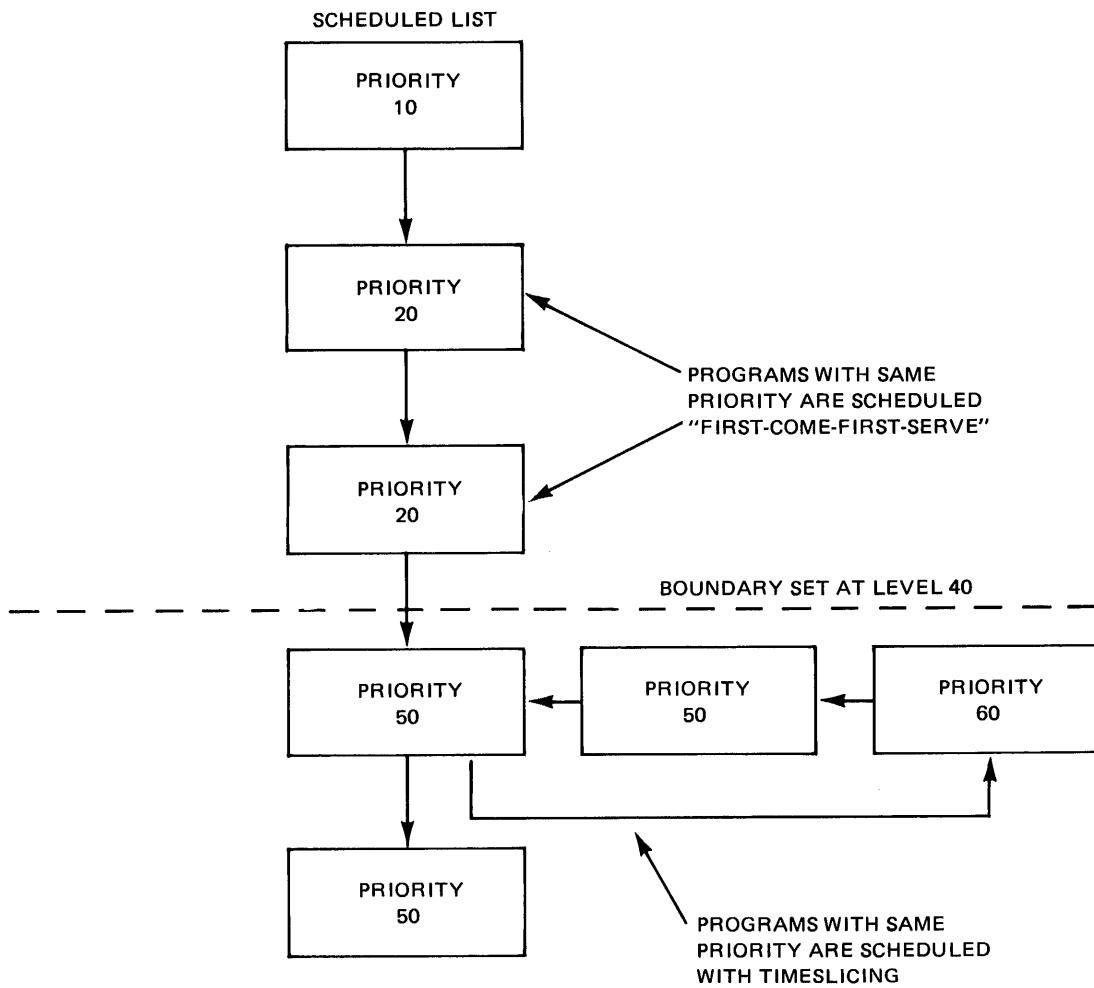 SCHEDULED LIST
PRIORITY
10
PRIORITY
20
PROGRAMS WITH SAME
PRIORITY ARE SCHEDULED
"FIRST-COME-FIRST-SERVE"
PRIORITY
20
BOUNDARY SET AT LEVEL 40
PRIORITY
50
PRIORITY
50
PRIORITY
60
PRIORITY
50
PROGRAMS WITH SAME
PRIORITY ARE SCHEDULED
WITH TIMESLICING